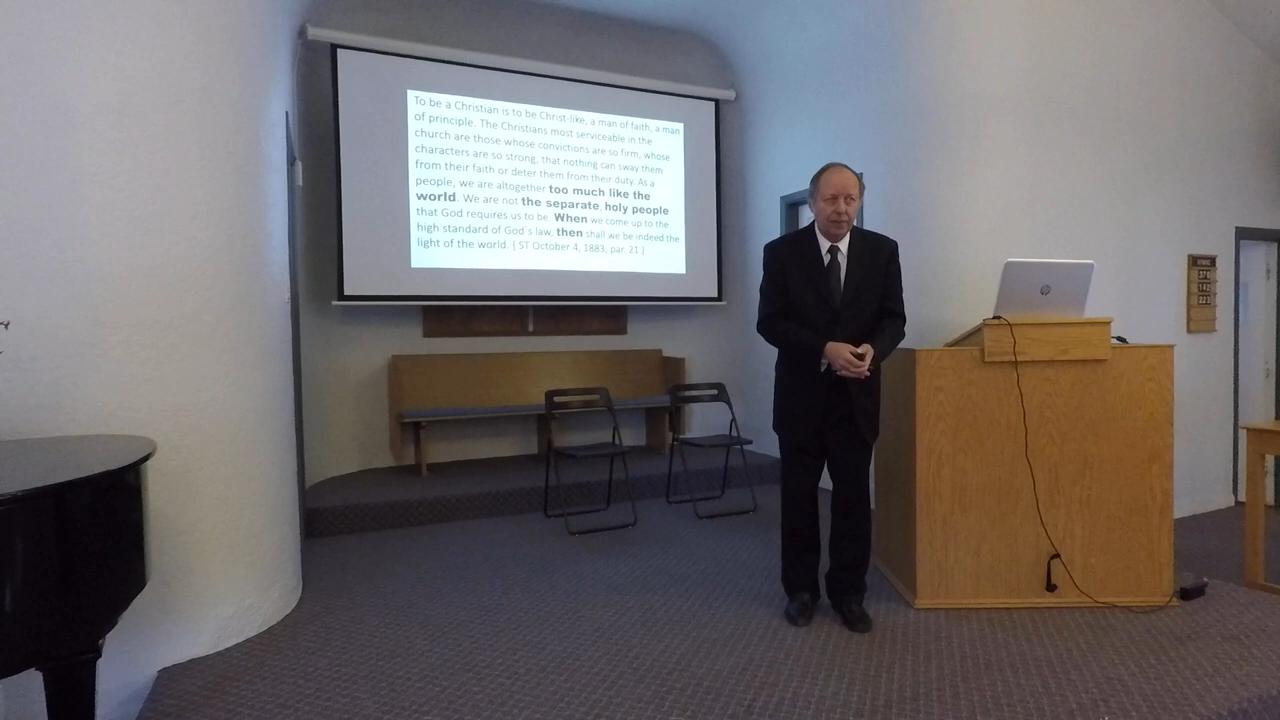 To be a Christian is to be Christ-like, a man of faith, a man
of principle. The Christians most serviceable in the
church are those whose convictions are so firm, whose
characters are so strong, that nothing can sway them
from their faith or deter them from their duty. As a
people, we are altogether too much like the
world. We are not the separate, holy people
that God requires us to be. When we come up to the
high standard of God's law, then shall we be indeed the
light of the world. { ST October 4, 1883, par. 21 }
hp
HYMNS
378
142
223